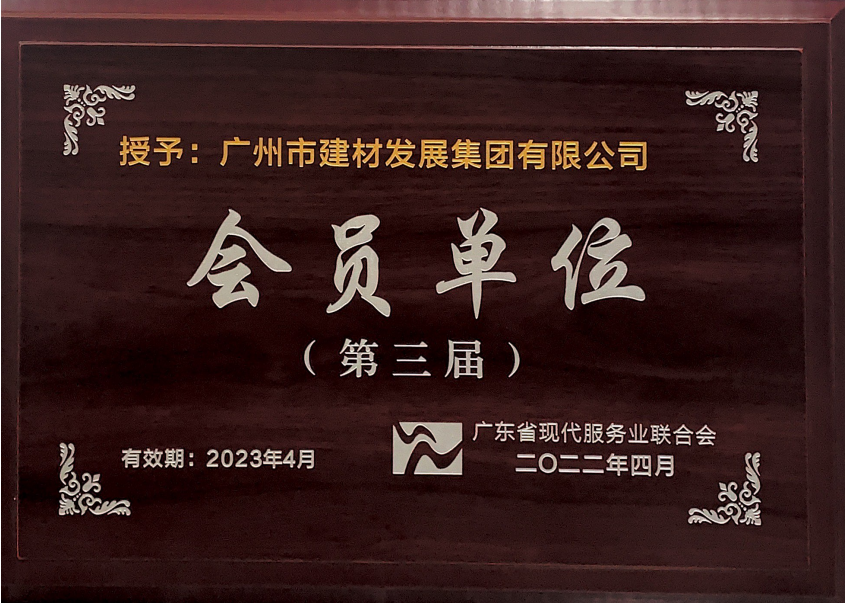 授予：广州市建材发展集团有限公司
会员单位
（第三届）
有效期：2023年4月
广东省现代服务业联合会
二〇二二年四月